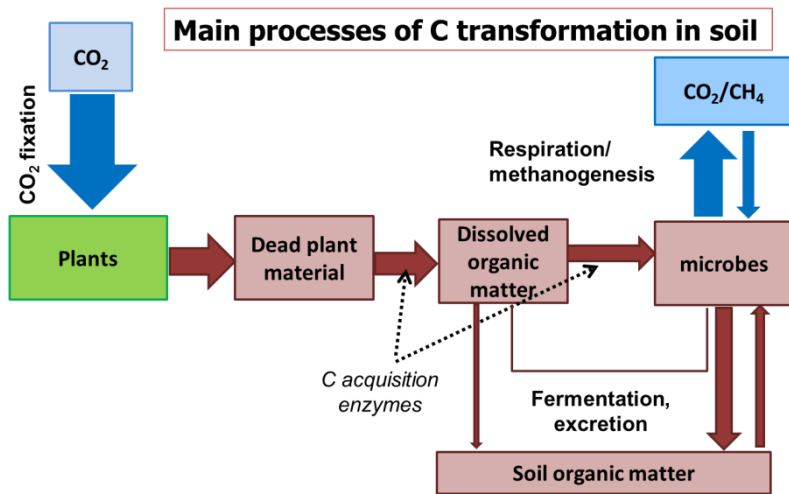 Main processes of C transformation in soil
CO₂
CO₂/CH₄
CO₂ fixation
Respiration/
methanogenesis
Plants
Dead plant
material
Dissolved
organic
matter
microbes
C acquisition
enzymes
Fermentation,
excretion
Soil organic matter